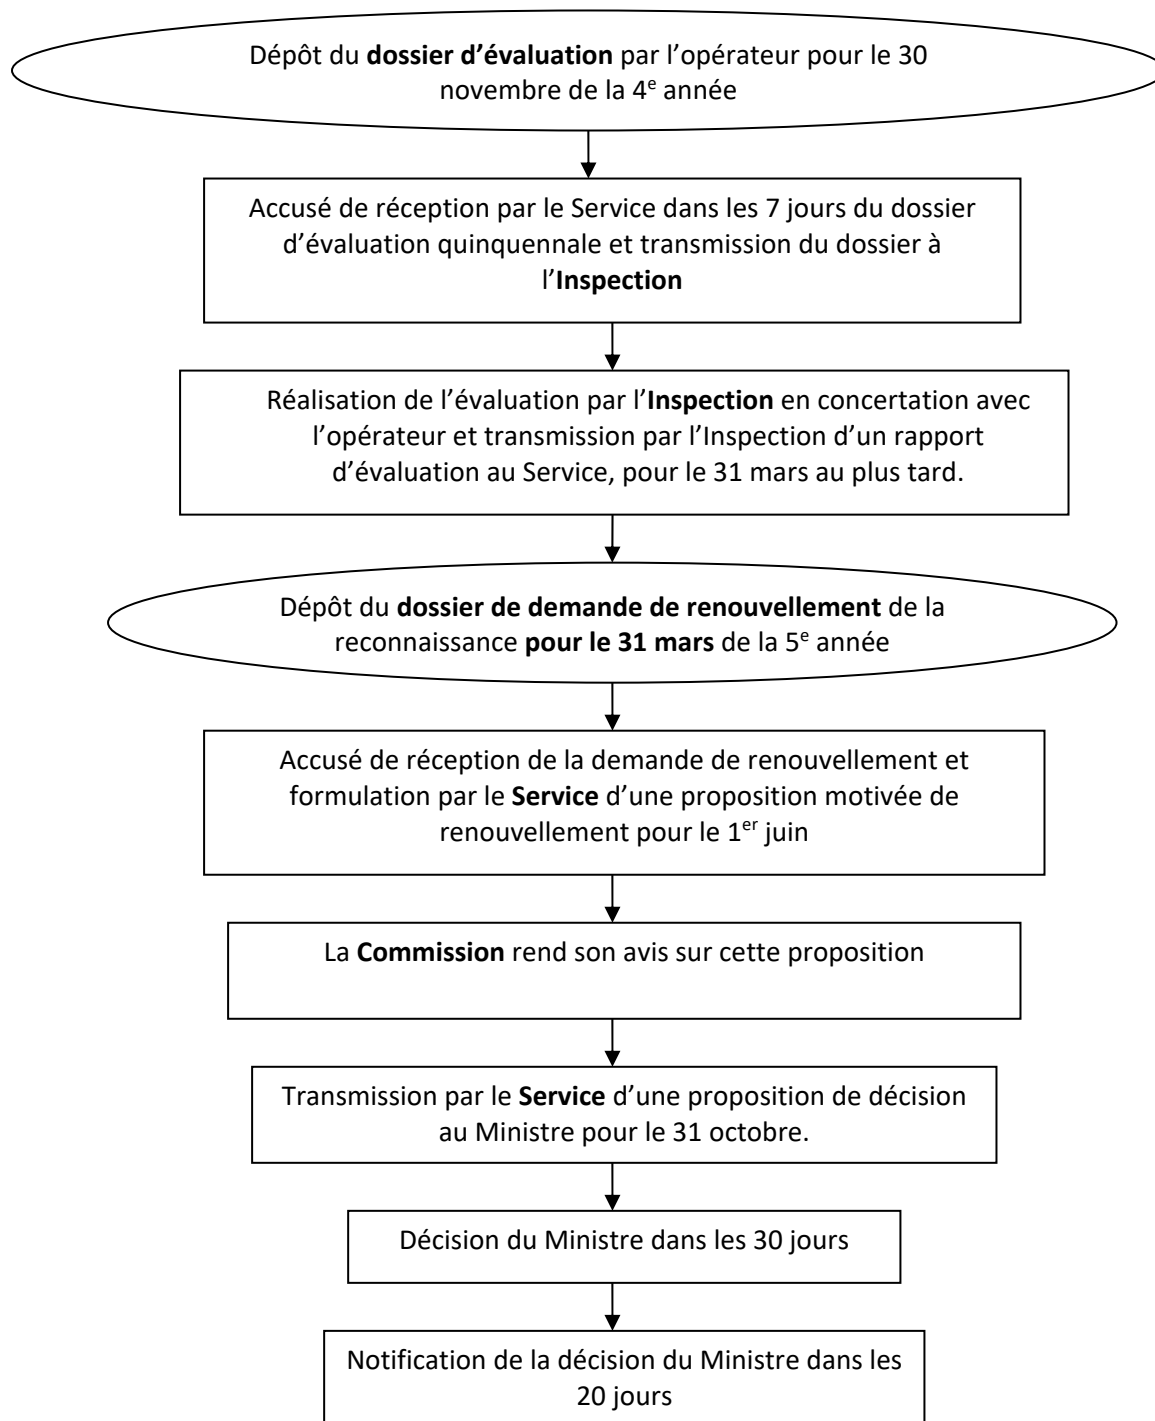 Dépôt du dossier d’évaluation par l’opérateur pour le 30
novembre de la 4e année
Accusé de réception par le Service dans les 7 jours du dossier
d’évaluation quinquennale et transmission du dossier à
l’Inspection
Réalisation de l’évaluation par l’Inspection en concertation avec
l’opérateur et transmission par l’Inspection d’un rapport
d’évaluation au Service, pour le 31 mars au plus tard.
Dépôt du dossier de demande de renouvellement de la
reconnaissance pour le 31 mars de la 5e année
Accusé de réception de la demande de renouvellement et
formulation par le Service d’une proposition motivée de
renouvellement pour le 1er juin
La Commission rend son avis sur cette proposition
Transmission par le Service d’une proposition de décision
au Ministre pour le 31 octobre.
Décision du Ministre dans les 30 jours
Notification de la décision du Ministre dans les
20 jours